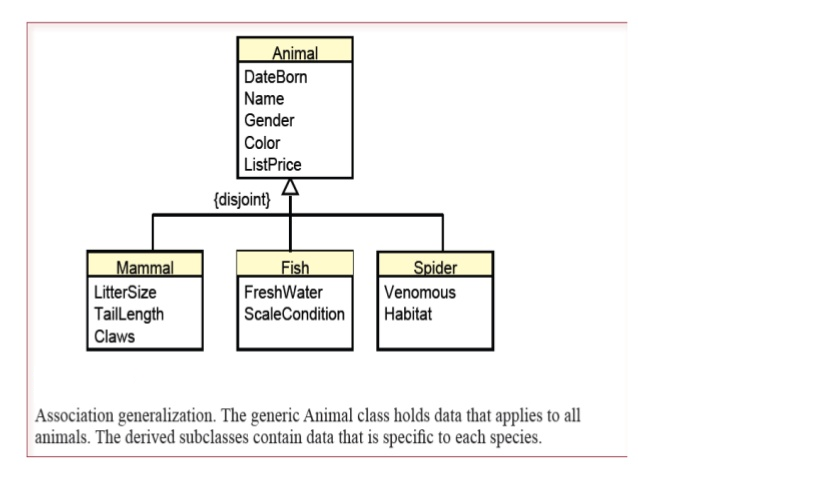 Animal
DateBorn
Name
Gender
Color
ListPrice
{disjoint}
Mammal
LitterSize
TailLength
Claws
Fish
FreshWater
ScaleCondition
Spider
Venomous
Habitat
Association generalization. The generic Animal class holds data that applies to all
animals. The derived subclasses contain data that is specific to each species.